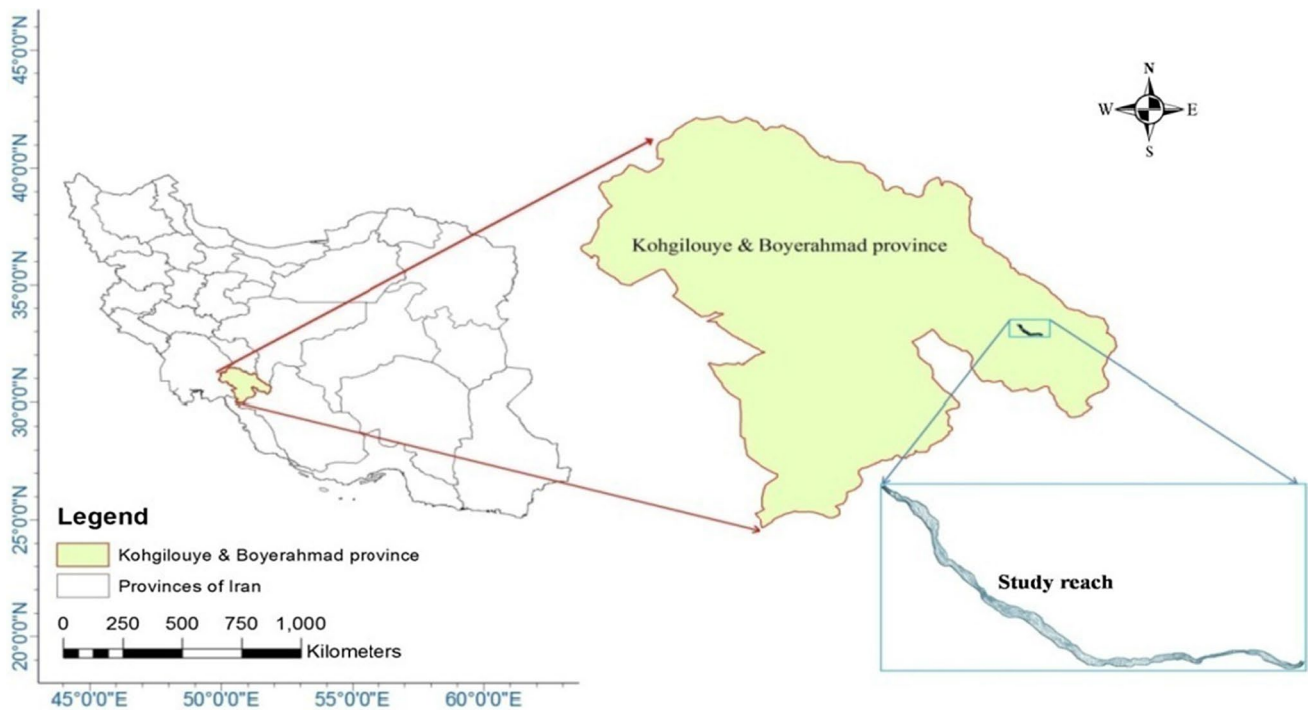 45°0'0"N
40°0'0"N
35°0'0"N
30°0'0"N
25°0'0"N
20°0'0"N
N
W E
S
Kohgilouye & Boyerahmad province
Study reach
Legend
Kohgilouye & Boyerahmad province
Provinces of Iran
0 250 500 750 1,000
Kilometers
45°0'0"E 50°0'0"E 55°0'0"E 60°0'0"E